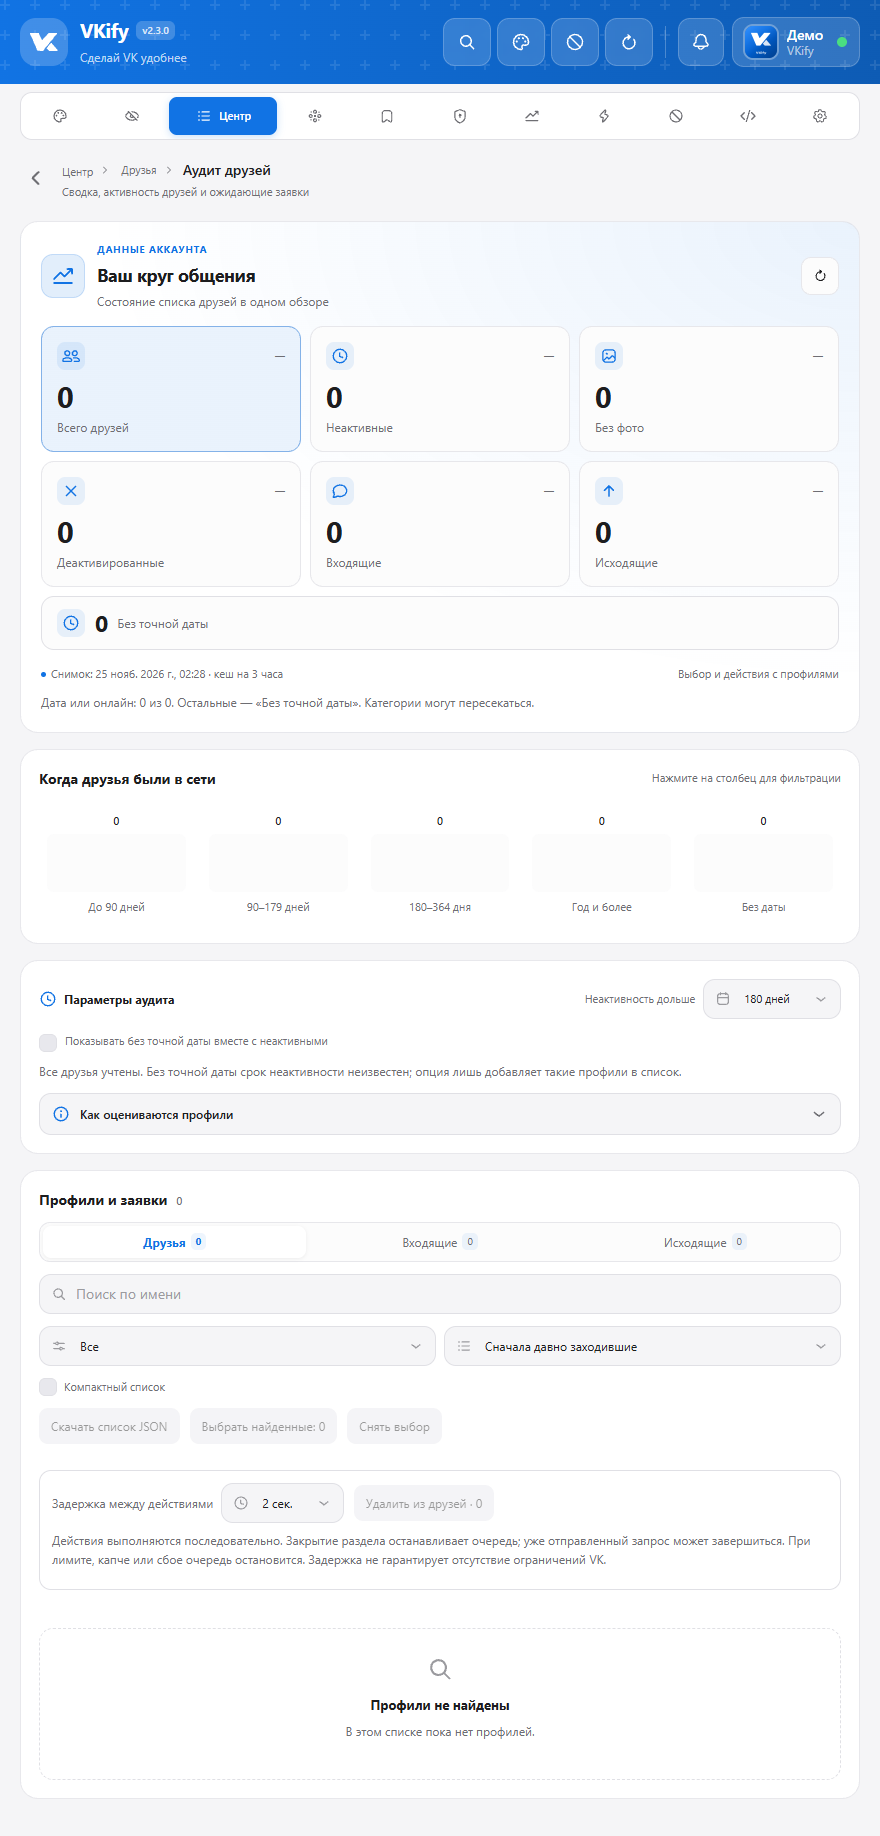 VKify v2.3.0
Сделай VK удобнее
Демо
VKify
Центр
Центр
Друзья
Аудит друзей
Сводка, активность друзей и ожидающие заявки
ДАННЫЕ АККАУНТА
Ваш круг общения
Состояние списка друзей в одном обзоре
— — —
0 0 0
Всего друзей Неактивные Без фото
— — —
0 0 0
Деактивированные Входящие Исходящие
0 Без точной даты
Снимок: 25 нояб. 2026 г., 02:28 · кеш на 3 часа
Выбор и действия с профилями
Дата или онлайн: 0 из 0. Остальные — «Без точной даты». Категории могут пересекаться.
Когда друзья были в сети
Нажмите на столбец для фильтрации
0 0 0 0 0
До 90 дней 90–179 дней 180–364 дня Год и более Без даты
Параметры аудита
Неактивность дольше
180 дней
Показывать без точной даты вместе с неактивными
Все друзья учтены. Без точной даты срок неактивности неизвестен; опция лишь добавляет такие профили в список.
Как оцениваются профили
Профили и заявки 0
Друзья 0 Входящие 0 Исходящие 0
Поиск по имени
Все
Сначала давно заходившие
Компактный список
Скачать список JSON
Выбрать найденные: 0
Снять выбор
Задержка между действиями
2 сек.
Удалить из друзей · 0
Действия выполняются последовательно. Закрытие раздела останавливает очередь; уже отправленный запрос может завершиться. При
лимите, капче или сбое очередь остановится. Задержка не гарантирует отсутствие ограничений VK.
Профили не найдены
В этом списке пока нет профилей.